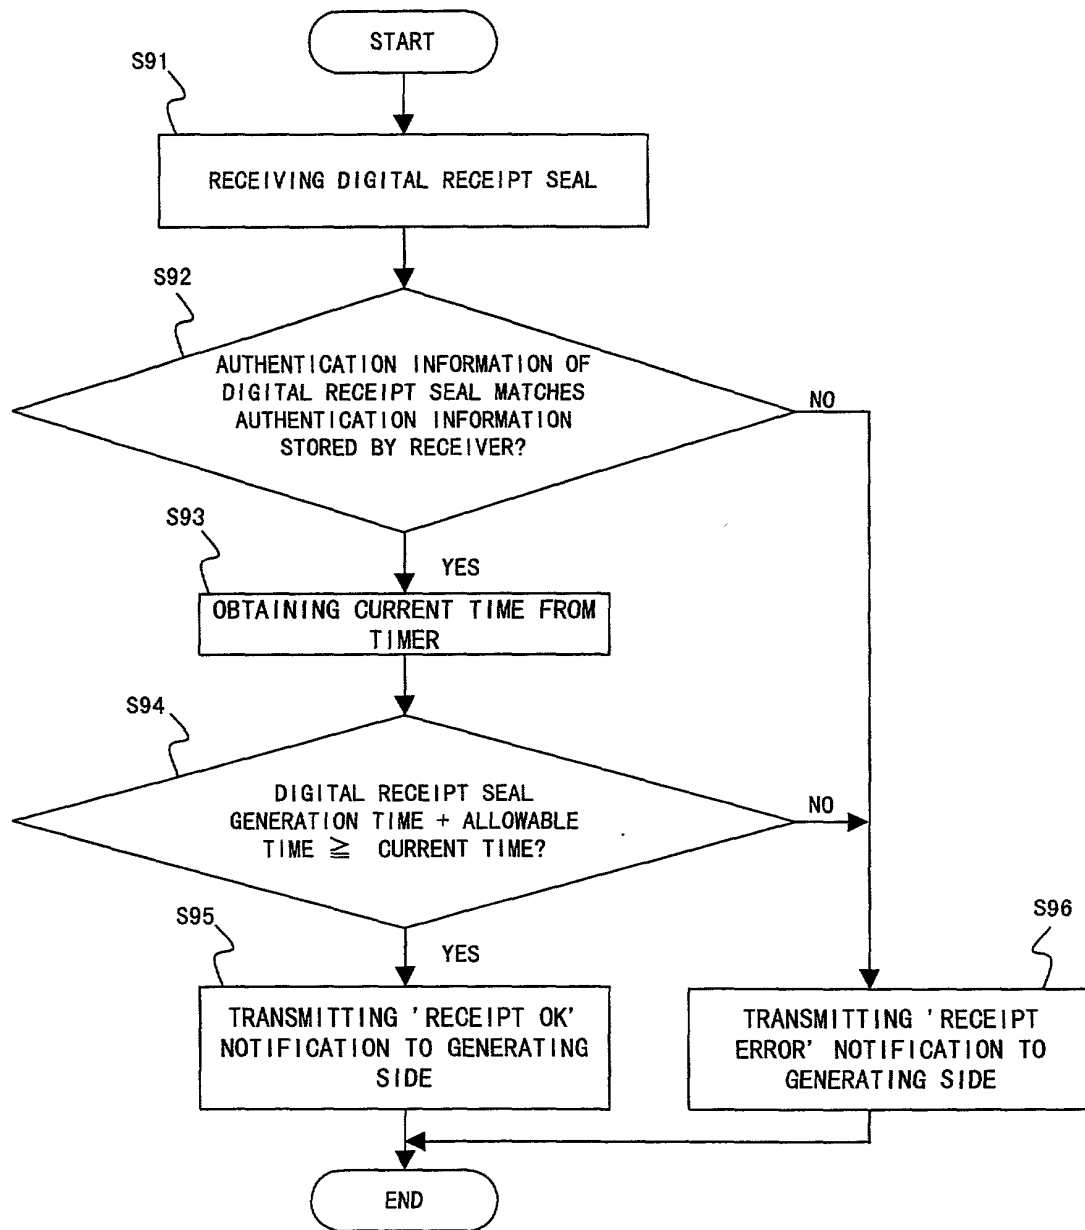 START
S91
RECEIVING DIGITAL RECEIPT SEAL
S92
AUTHENTICATION INFORMATION OF
DIGITAL RECEIPT SEAL MATCHES
AUTHENTICATION INFORMATION
STORED BY RECEIVER?
NO
S93
YES
OBTAINING CURRENT TIME FROM
TIMER
S94
DIGITAL RECEIPT SEAL
GENERATION TIME + ALLOWABLE
TIME ≧ CURRENT TIME?
NO
S95
YES
S96
TRANSMITTING 'RECEIPT OK'
NOTIFICATION TO GENERATING
SIDE
TRANSMITTING 'RECEIPT
ERROR' NOTIFICATION TO
GENERATING SIDE
END